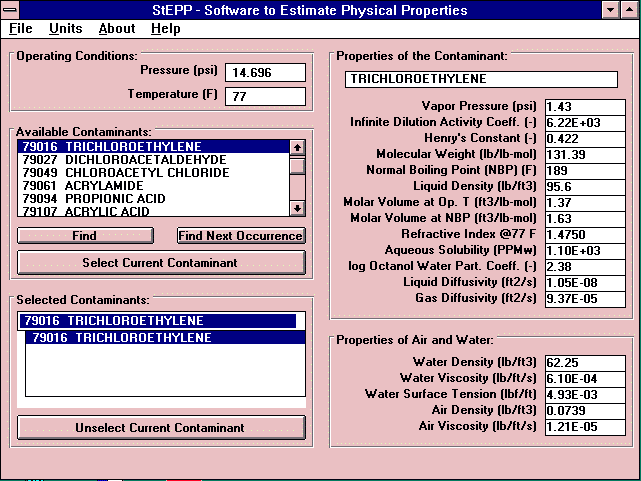 StEPP - Software to Estimate Physical Properties
File Units About Help
Operating Conditions:
Pressure (psi) 14.696
Temperature (F) 77
Available Contaminants:
79016 TRICHLOROETHYLENE
79027 DICHLOROACETALDEHYDE
79049 CHLOROACETYL CHLORIDE
79061 ACRYLAMIDE
79094 PROPIONIC ACID
79107 ACRYLIC ACID
Find Find Next Occurrence
Select Current Contaminant
Selected Contaminants:
79016 TRICHLOROETHYLENE
79016 TRICHLOROETHYLENE
Unselect Current Contaminant
Properties of the Contaminant:
TRICHLOROETHYLENE
Vapor Pressure (psi) 1.43
Infinite Dilution Activity Coeff. (-) 6.22E+03
Henry's Constant (-) 0.422
Molecular Weight (lb/lb-mol) 131.39
Normal Boiling Point (NBP) (F) 189
Liquid Density (lb/ft3) 95.6
Molar Volume at Op. T (ft3/lb-mol) 1.37
Molar Volume at NBP (ft3/lb-mol) 1.63
Refractive Index @77 F 1.4750
Aqueous Solubility (PPMw) 1.10E+03
log Octanol Water Part. Coeff. (-) 2.38
Liquid Diffusivity (ft2/s) 1.05E-08
Gas Diffusivity (ft2/s) 9.37E-05
Properties of Air and Water:
Water Density (lb/ft3) 62.25
Water Viscosity (lb/ft/s) 6.10E-04
Water Surface Tension (lbf/ft) 4.93E-03
Air Density (lb/ft3) 0.0739
Air Viscosity (lb/ft/s) 1.21E-05